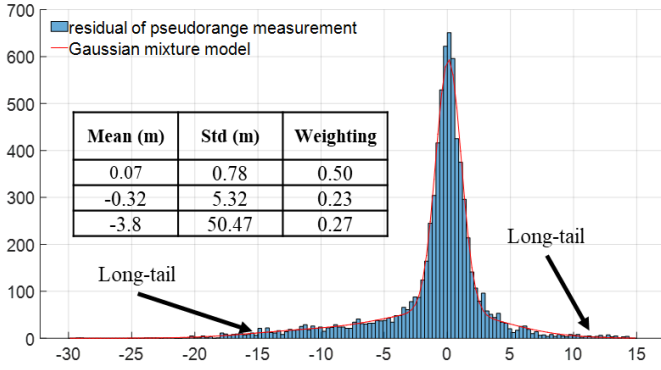 700
residual of pseudorange measurement
Gaussian mixture model
600
500
Mean (m) Std (m) Weighting
400
0.07 0.78 0.50
300
-0.32 5.32 0.23
-3.8 50.47 0.27
200
Long-tail
Long-tail
100
0
-30 -25 -20 -15 -10 -5 0 5 10 15